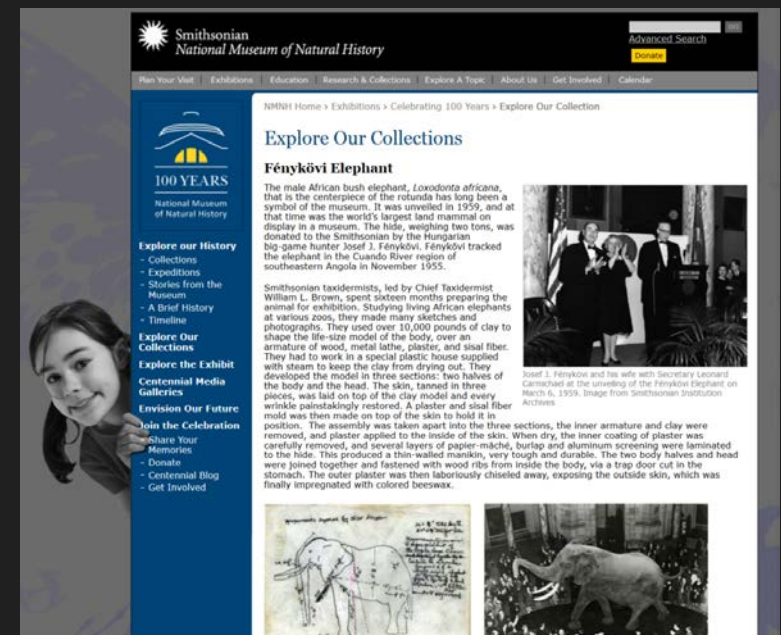 Smithsonian
National Museum of Natural History
GO
Advanced Search
Donate
Plan Your Visit
Exhibitions
Education
Research & Collections
Explore A Topic
About Us
Get Involved
Calendar
100 YEARS
National Museum
of Natural History
Explore our History
- Collections
- Expeditions
- Stories from the
Museum
- A Brief History
- Timeline
Explore Our
Collections
Explore the Exhibit
Centennial Media
Galleries
Envision Our Future
Join the Celebration
- Share Your
Memories
- Donate
- Centennial Blog
- Get Involved
NMNH Home > Exhibitions > Celebrating 100 Years > Explore Our Collection
Explore Our Collections
Fénykövi Elephant
The male African bush elephant, Loxodonta africana,
that is the centerpiece of the rotunda has long been a
symbol of the museum. It was unveiled in 1959, and at
that time was the world's largest land mammal on
display in a museum. The hide, weighing two tons, was
donated to the Smithsonian by the Hungarian
big-game hunter Josef J. Fénykövi. Fénykövi tracked
the elephant in the Cuando River region of
southeastern Angola in November 1955.
Smithsonian taxidermists, led by Chief Taxidermist
William L. Brown, spent sixteen months preparing the
animal for exhibition. Studying living African elephants
at various zoos, they made many sketches and
photographs. They used over 10,000 pounds of clay to
shape the life-size model of the body, over an
armature of wood, metal lathe, plaster, and sisal fiber.
They had to work in a special plastic house supplied
with steam to keep the clay from drying out. They
developed the model in three sections: two halves of
the body and the head. The skin, tanned in three
pieces, was laid on top of the clay model and every
wrinkle painstakingly restored. A plaster and sisal fiber
mold was then made on top of the skin to hold it in
position. The assembly was taken apart into the three sections, the inner armature and clay were
removed, and plaster applied to the inside of the skin. When dry, the inner coating of plaster was
carefully removed, and several layers of papier-mâché, burlap and aluminum screening were laminated
to the hide. This produced a thin-walled manikin, very tough and durable. The two body halves and head
were joined together and fastened with wood ribs from inside the body, via a trap door cut in the
stomach. The outer plaster was then laboriously chiseled away, exposing the outside skin, which was
finally impregnated with colored beeswax.
Josef J. Fénykövi and his wife with Secretary Leonard
Carmichael at the unveiling of the Fénykövi Elephant on
March 6, 1959. Image from Smithsonian Institution
Archives